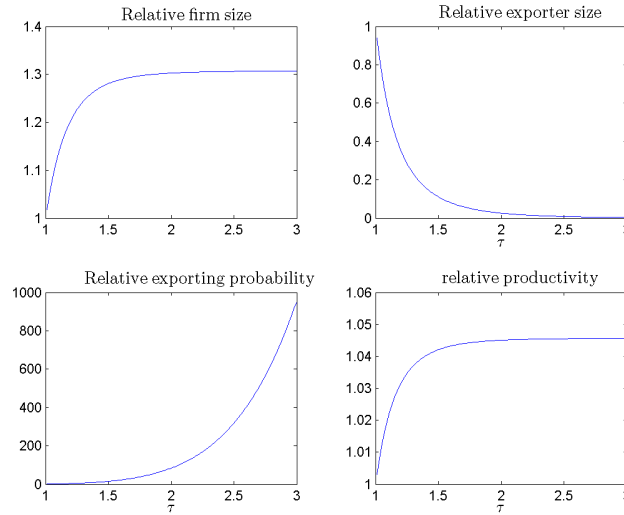 Relative firm size
1.4
1.3
1.2
1.1
1
1 1.5 2 2.5 3
Relative exporter size
1
0.8
0.6
0.4
0.2
0
1 1.5 2 2.5 3
τ
Relative exporting probability
1000
800
600
400
200
0
1 1.5 2 2.5 3
τ
relative productivity
1.06
1.05
1.04
1.03
1.02
1.01
1
1 1.5 2 2.5 3
τ